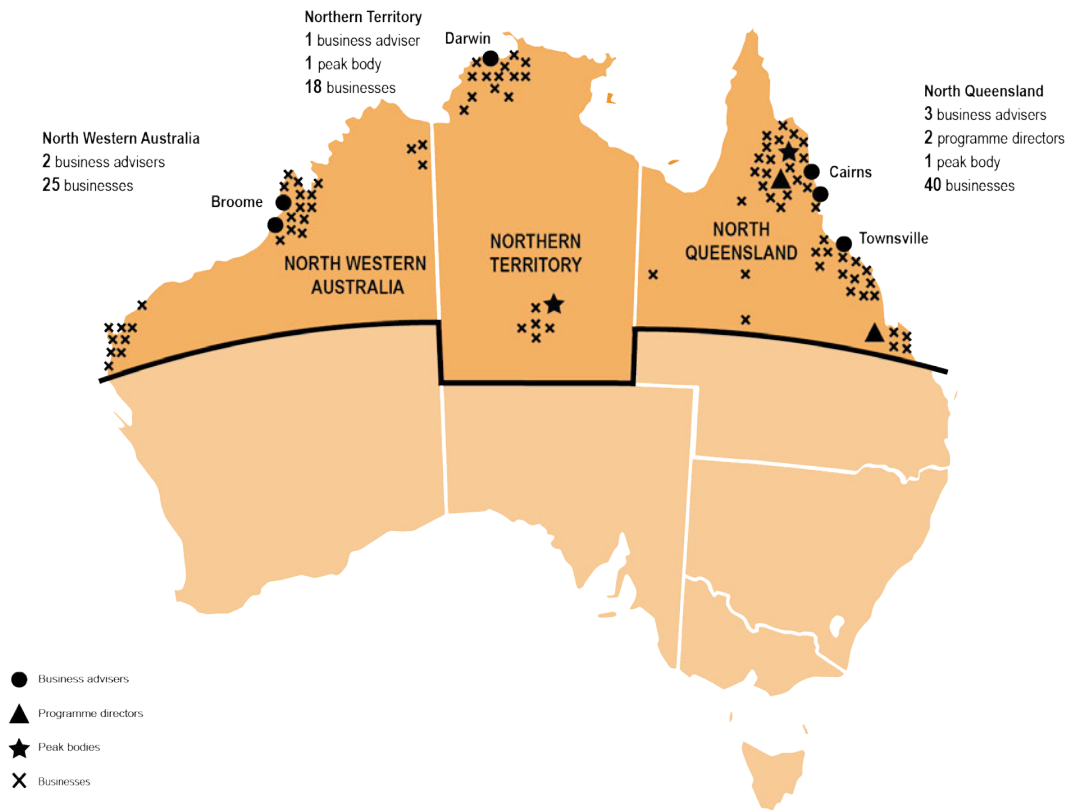 Northern Territory
1 business adviser
1 peak body
18 businesses
Darwin
North Queensland
3 business advisers
2 programme directors
1 peak body
40 businesses
North Western Australia
2 business advisers
25 businesses
Broome
Cairns
Townsville
NORTH WESTERN
AUSTRALIA
NORTHERN
TERRITORY
NORTH
QUEENSLAND
Business advisers
Programme directors
Peak bodies
Businesses